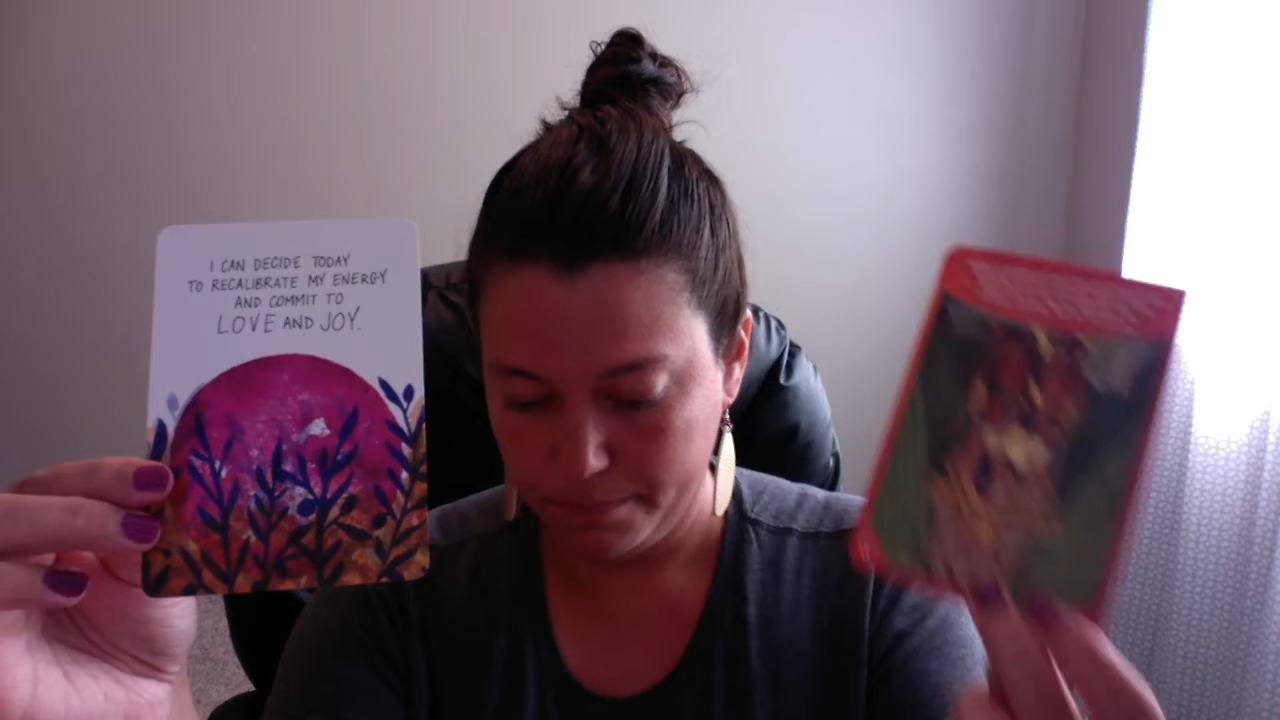 I CAN DECIDE TODAY
TO RECALIBRATE MY ENERGY
AND COMMIT TO
LOVE AND JOY.